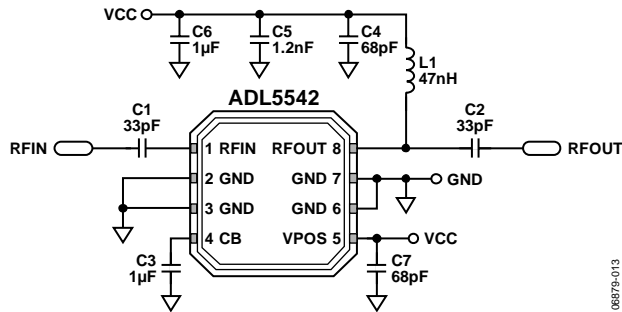 VCC
C6
1µF
C5
1.2nF
C4
68pF
L1
47nH
ADL5542
C1
33pF
C2
33pF
RFIN
1 RFIN
RFOUT 8
RFOUT
2 GND
GND 7
GND
3 GND
GND 6
4 CB
VPOS 5
VCC
C3
1µF
C7
68pF
06879-013